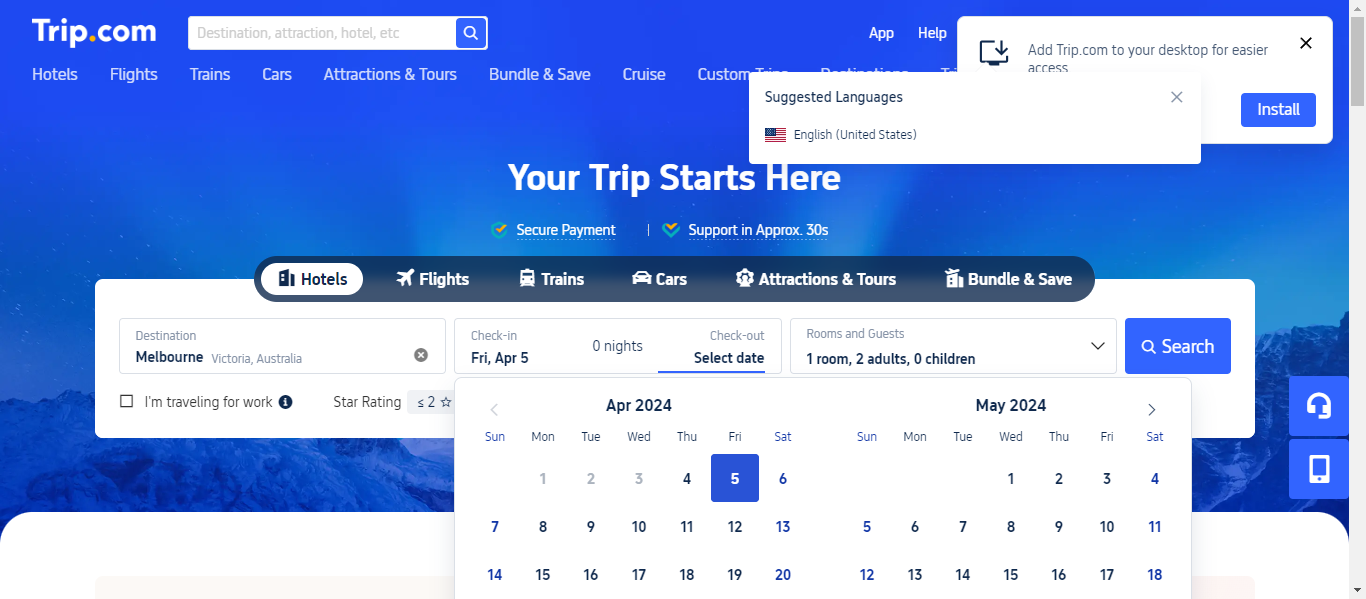 Trip.com
Destination, attraction, hotel, etc
App Help
Add Trip.com to your desktop for easier
access
Install
Hotels Flights Trains Cars Attractions & Tours Bundle & Save Cruise Custom Trips Destinations
Suggested Languages
English (United States)
Your Trip Starts Here
Secure Payment | Support in Approx. 30s
Hotels Flights Trains Cars Attractions & Tours Bundle & Save
Destination
Melbourne Victoria, Australia
Check-in
Fri, Apr 5
0 nights
Check-out
Select date
Rooms and Guests
1 room, 2 adults, 0 children
Search
I'm traveling for work
Star Rating ≤ 2
Apr 2024
Sun Mon Tue Wed Thu Fri Sat
1 2 3 4 5 6
7 8 9 10 11 12 13
14 15 16 17 18 19 20
May 2024
Sun Mon Tue Wed Thu Fri Sat
1 2 3 4
5 6 7 8 9 10 11
12 13 14 15 16 17 18